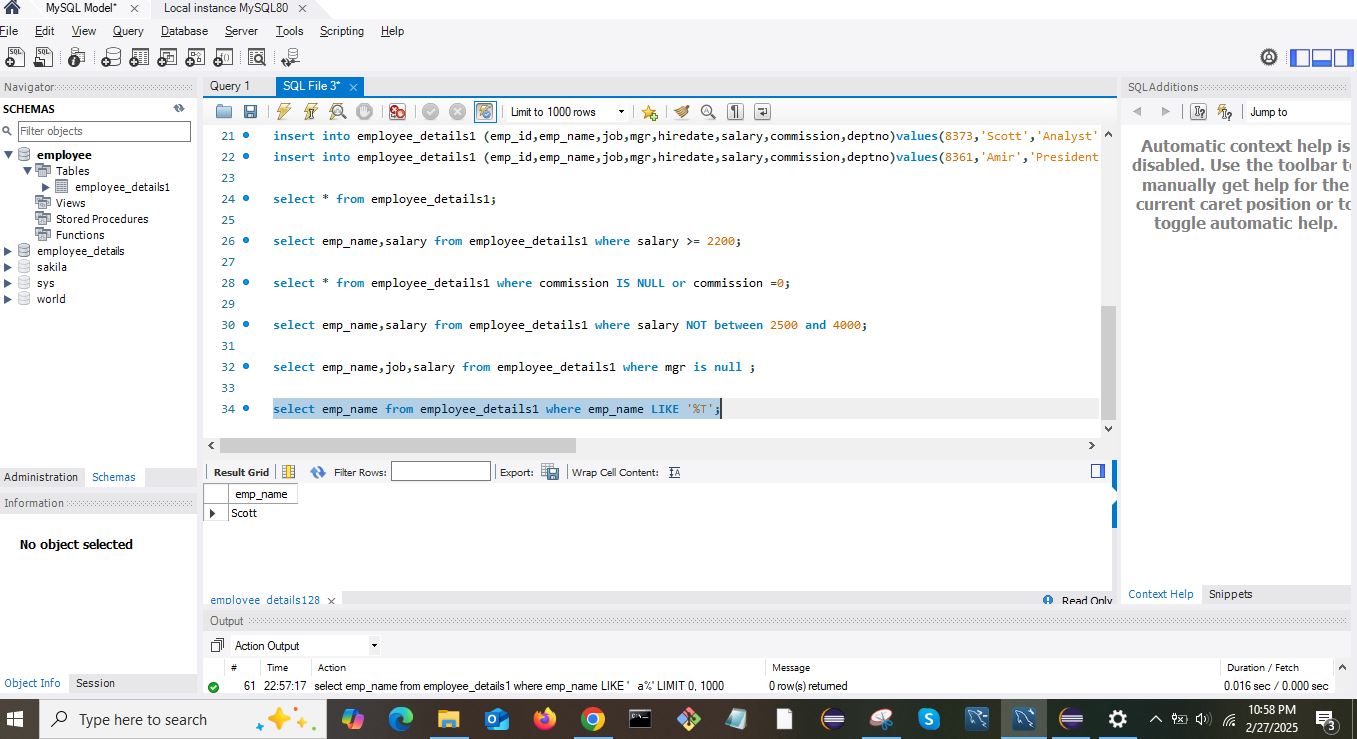 MySQL Model*
Local instance MySQL80
File Edit View Query Database Server Tools Scripting Help
Navigator
SCHEMAS
Filter objects
employee
Tables
employee_details1
Views
Stored Procedures
Functions
employee_details
sakila
sys
world
Administration Schemas
Information
No object selected
Object Info Session
Query 1
SQL File 3*
Limit to 1000 rows
21 insert into employee_details1 (emp_id,emp_name,job,mgr,hiredate,salary,commission,deptno)values(8373,'Scott','Analyst'
22 insert into employee_details1 (emp_id,emp_name,job,mgr,hiredate,salary,commission,deptno)values(8361,'Amir','President
23
24 select * from employee_details1;
25
26 select emp_name,salary from employee_details1 where salary >= 2200;
27
28 select * from employee_details1 where commission IS NULL or commission =0;
29
30 select emp_name,salary from employee_details1 where salary NOT between 2500 and 4000;
31
32 select emp_name,job,salary from employee_details1 where mgr is null ;
33
34 select emp_name from employee_details1 where emp_name LIKE '%T';
Result Grid Filter Rows: Export: Wrap Cell Content:
emp_name
Scott
employee_details128
Read Only
Output
Action Output
# Time Action Message Duration / Fetch
61 22:57:17 select emp_name from employee_details1 where emp_name LIKE '   a%' LIMIT 0, 1000 0 row(s) returned 0.016 sec / 0.000 sec
SQLAdditions
Jump to
Automatic context help is
disabled. Use the toolbar to
manually get help for the
current caret position or to
toggle automatic help.
Context Help Snippets
Type here to search
10:58 PM
2/27/2025
3